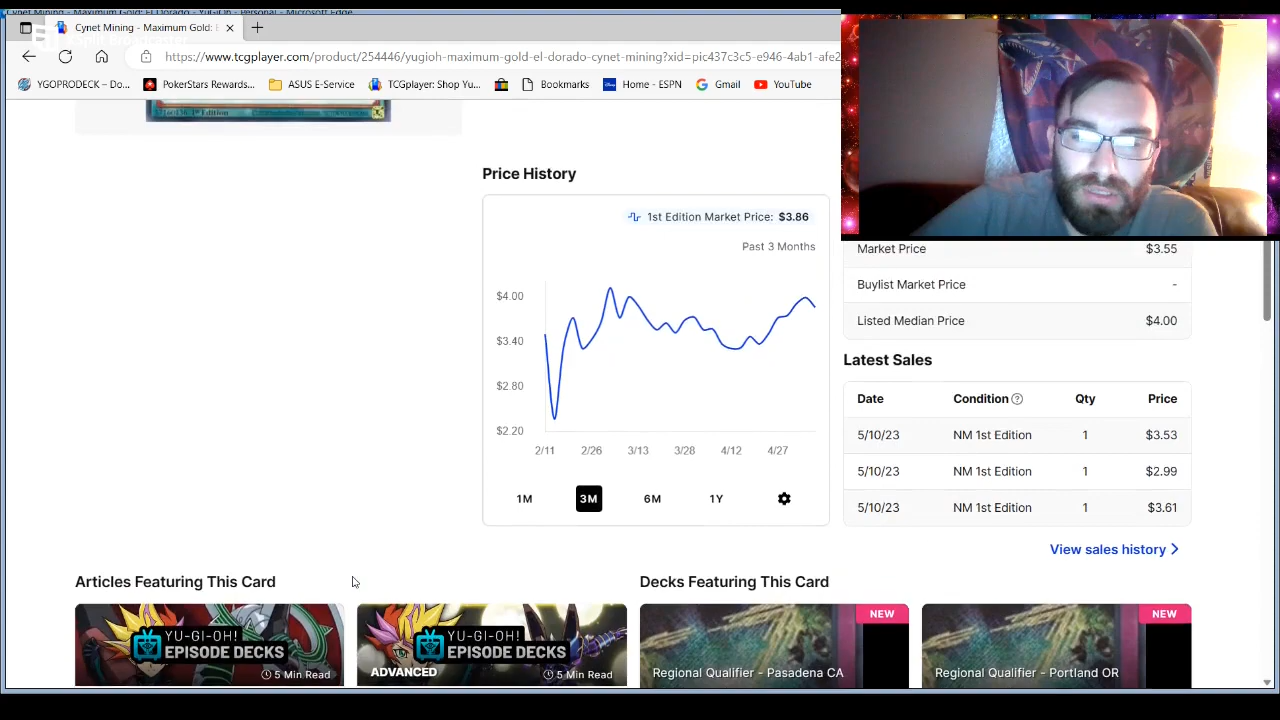 Cynet Mining - Maximum Gold: El Dorado - YuGiOh - Personal - Microsoft Edge
Cynet Mining - Maximum Gold: E
https://www.tcgplayer.com/product/254446/yugioh-maximum-gold-el-dorado-cynet-mining?xid=pic437c3c5-e946-4ab1-afe2
YGOPRODECK – Do... PokerStars Rewards... ASUS E-Service TCGplayer: Shop Yu... Bookmarks Home - ESPN Gmail YouTube
1st Edition
Price History
1st Edition Market Price: $3.86
Past 3 Months
$4.00
$3.40
$2.80
$2.20
2/11 2/26 3/13 3/28 4/12 4/27
1M 3M 6M 1Y
Market Price $3.55
Buylist Market Price -
Listed Median Price $4.00
Latest Sales
Date Condition Qty Price
5/10/23 NM 1st Edition 1 $3.53
5/10/23 NM 1st Edition 1 $2.99
5/10/23 NM 1st Edition 1 $3.61
View sales history
Articles Featuring This Card
YU-GI-OH!
EPISODE DECKS
5 Min Read
YU-GI-OH!
EPISODE DECKS
ADVANCED
5 Min Read
Decks Featuring This Card
NEW
Regional Qualifier - Pasadena CA
NEW
Regional Qualifier - Portland OR